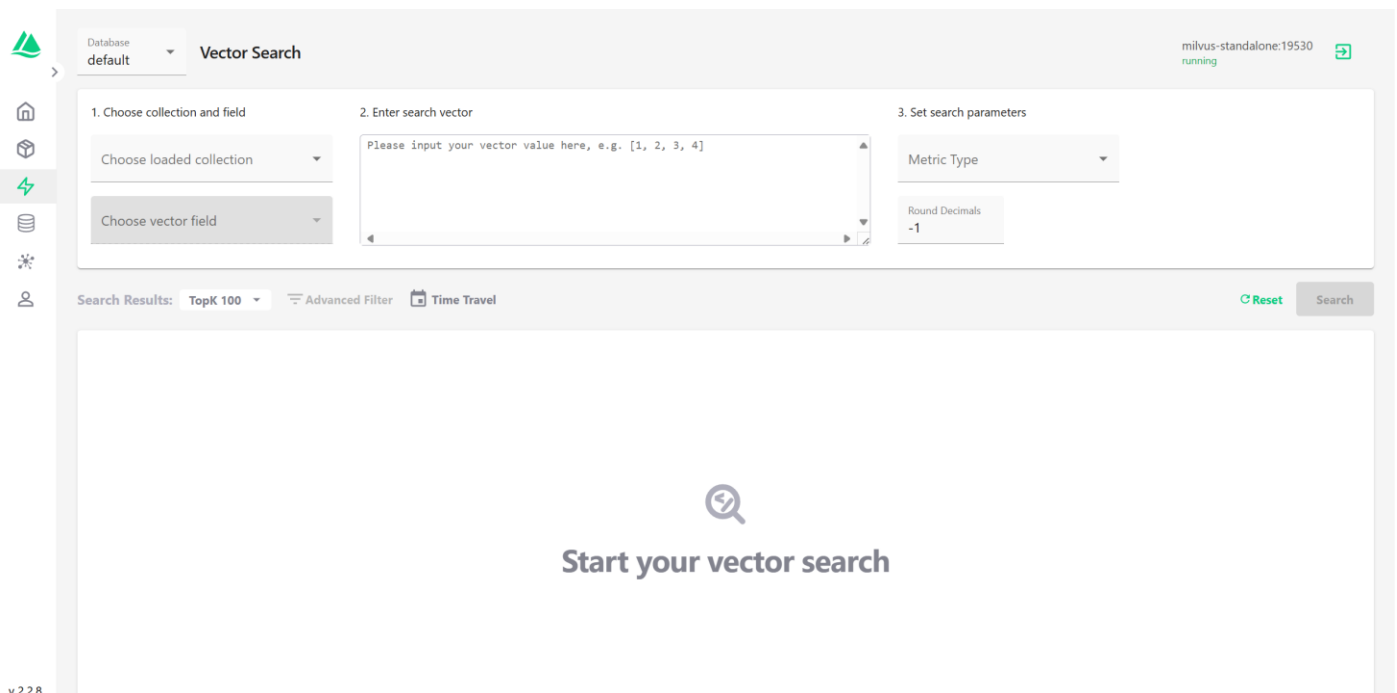 Database
default
Vector Search
milvus-standalone:19530
running
1. Choose collection and field
2. Enter search vector
3. Set search parameters
Choose loaded collection
Please input your vector value here, e.g. [1, 2, 3, 4]
Metric Type
Choose vector field
Round Decimals
-1
Search Results:
TopK 100
Advanced Filter
Time Travel
Reset
Search
Start your vector search
v 2.2.8